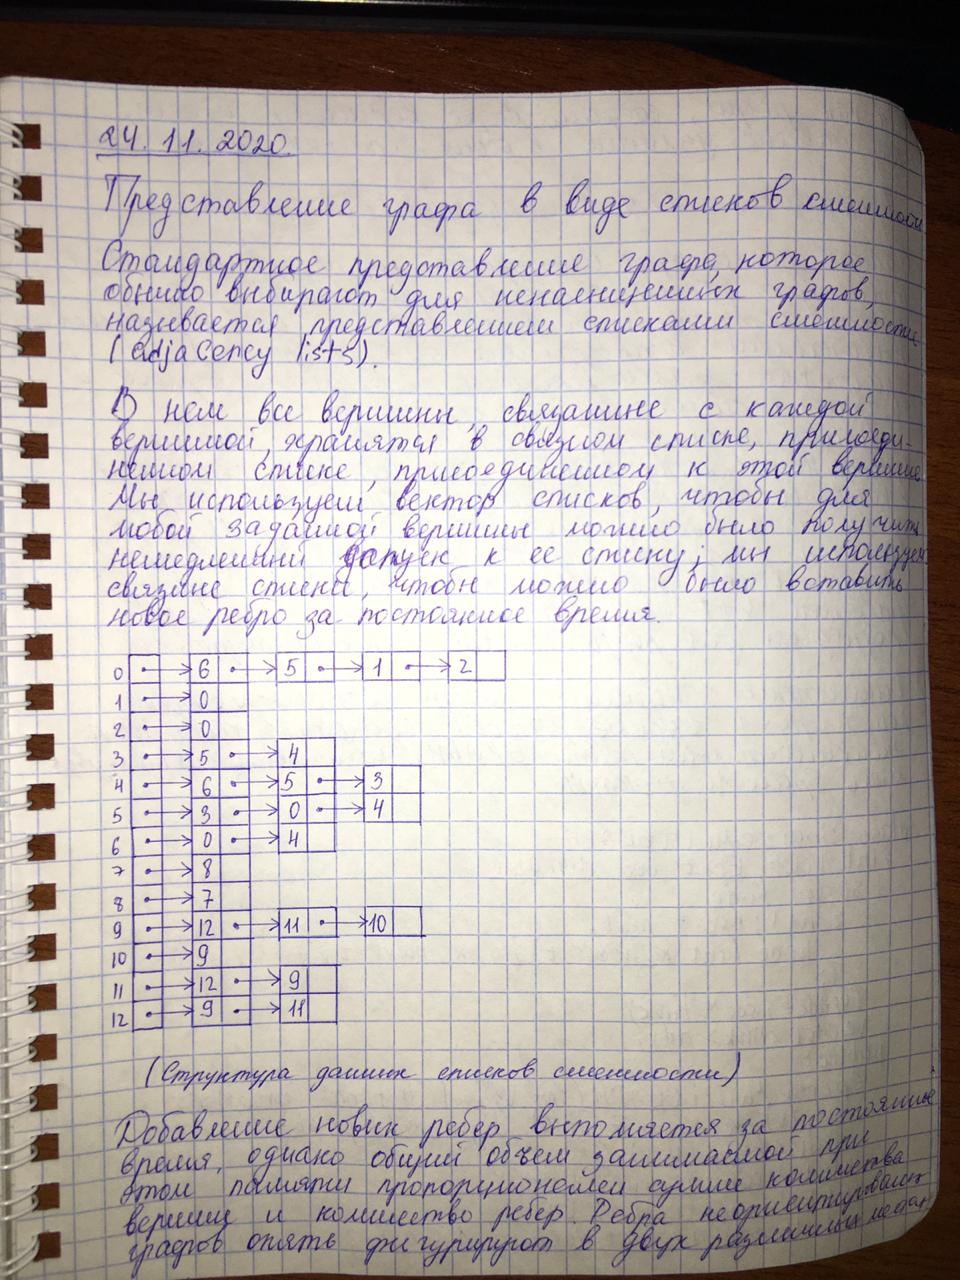 24.11.2020.
Представление графа в виде списков смежности
Стандартное представление графа, которое
обычно выбирают для ненасыщенных графов,
называется представлением списками смежности
(adjacency lists).
В нем все вершины, связанные с каждой
вершиной, хранятся в связном списке, присоеди-
ненном списке, присоединенном к этой вершине.
Мы используем вектор списков, чтобы для
любой заданной вершины можно было получить
немедленный допуск к ее списку; мы используем
связные списки, чтобы можно было вставить
новое ребро за постоянное время.
0 6 5 1 2
1 0
2 0
3 5 4
4 6 5 3
5 3 0 4
6 0 4
7 8
8 7
9 12 11 10
10 9
11 12 9
12 9 11
(Структура данных списков смежности)
Добавление новых ребер выполняется за постоянное
время, однако общий объем занимаемой при
этом памяти пропорционален сумме количества
вершин и количество ребер. Ребра неориентированных
графов опять фигурируют в двух различных